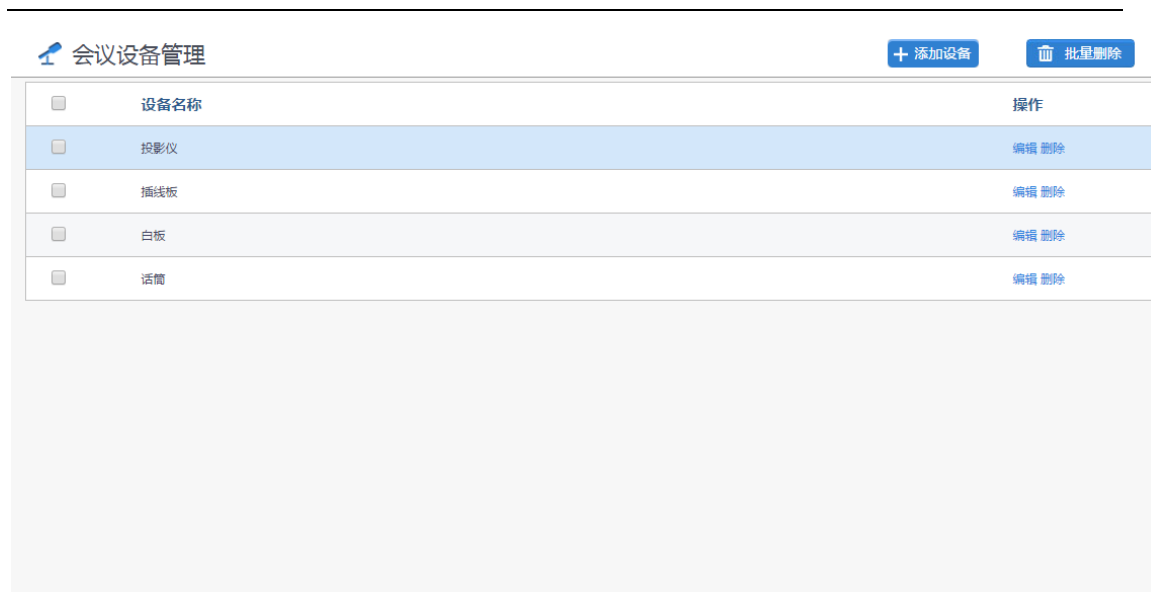 会议设备管理 添加设备 批量删除
设备名称 操作
投影仪 编辑 删除
插线板 编辑 删除
白板 编辑 删除
话筒 编辑 删除